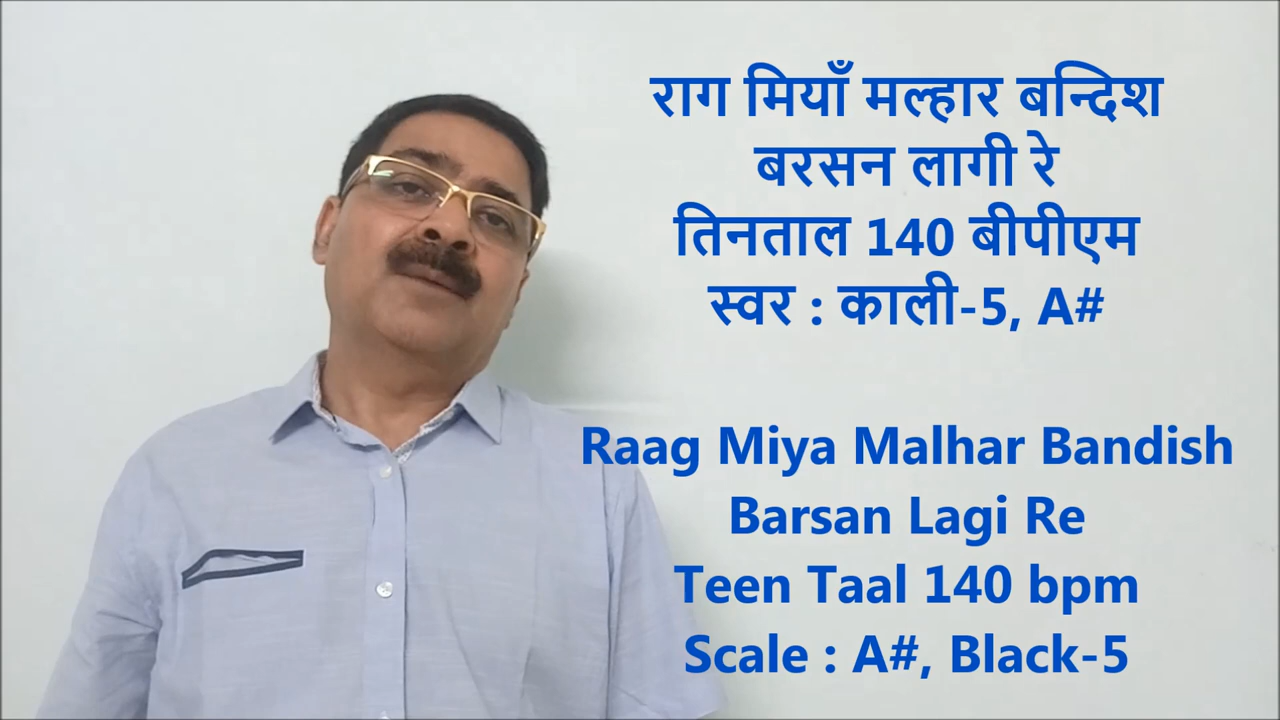 राग मियाँ मल्हार बन्दिश
बरसन लागी रे
तिनताल 140 बीपीएम
स्वर : काली-5, A#
Raag Miya Malhar Bandish
Barsan Lagi Re
Teen Taal 140 bpm
Scale : A#, Black-5